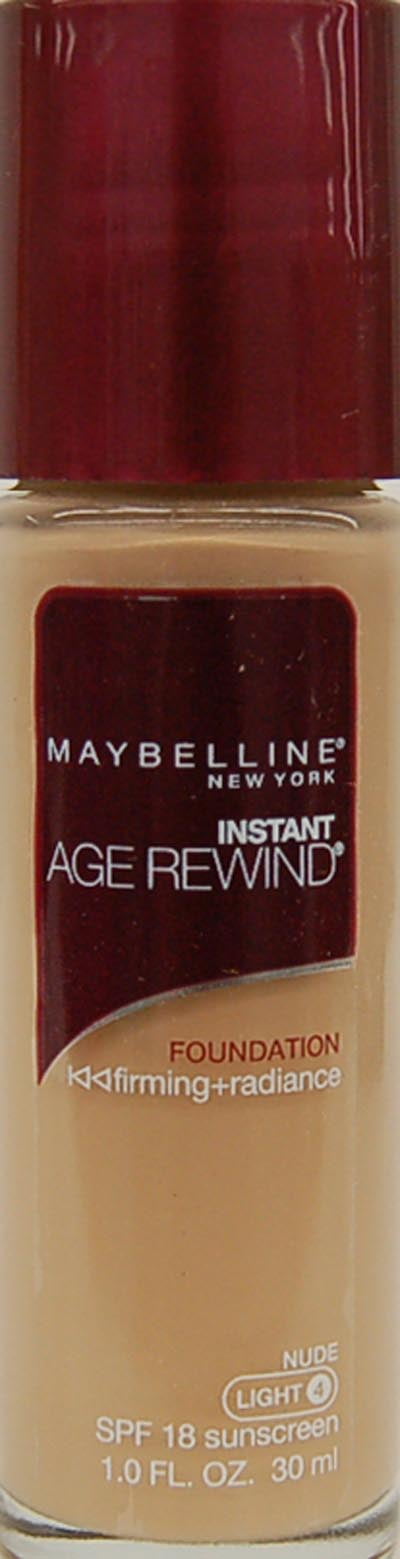 MAYBELLINE®
NEW YORK
INSTANT
AGE REWIND®
FOUNDATION
firming+radiance
NUDE
LIGHT 4
SPF 18 sunscreen
1.0 FL. OZ. 30 ml